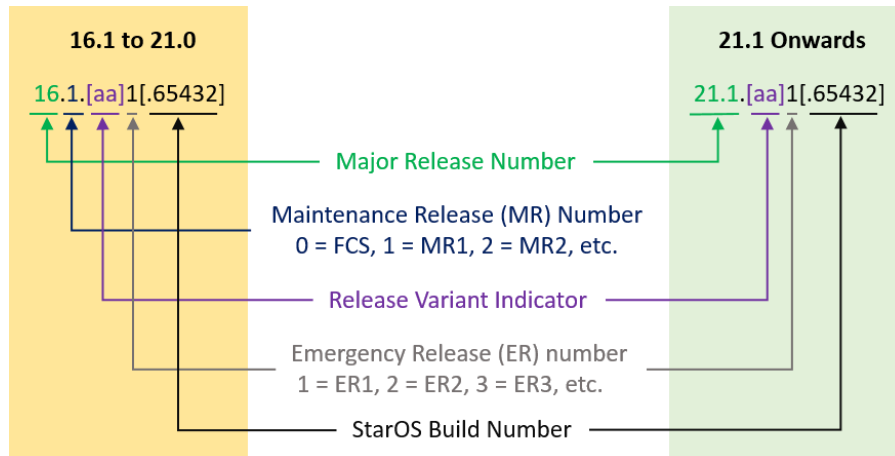 16.1 to 21.0
21.1 Onwards
16.1.[aa]1[.65432]
21.1.[aa]1[.65432]
Major Release Number
Maintenance Release (MR) Number
0 = FCS, 1 = MR1, 2 = MR2, etc.
Release Variant Indicator
Emergency Release (ER) number
1 = ER1, 2 = ER2, 3 = ER3, etc.
StarOS Build Number